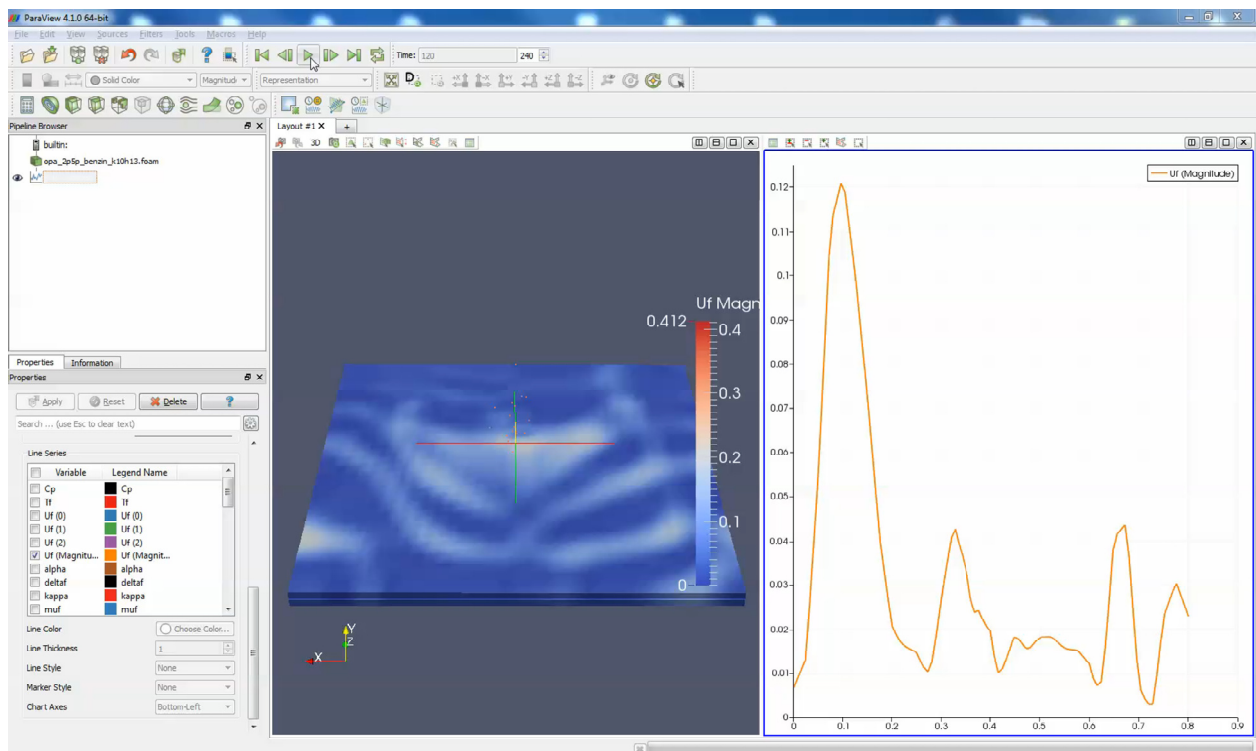 ParaView 4.1.0 64-bit
File Edit View Sources Filters Tools Macros Help
Time: 120 240
Solid Color Magnitud Representation
Pipeline Browser
builtin:
opa_2p5p_benzin_k10h13.foam
Layout #1 X +
3D
Properties Information
Properties
Apply Reset Delete ?
Search ... (use Esc to clear text)
Line Series
Variable Legend Name
Cp Cp
Tf Tf
Uf (0) Uf (0)
Uf (1) Uf (1)
Uf (2) Uf (2)
Uf (Magnitu... Uf (Magnit...
alpha alpha
deltaf deltaf
kappa kappa
muf muf
Line Color Choose Color...
Line Thickness 1
Line Style None
Marker Style None
Chart Axes Bottom-Left
Uf Magn
0.412
0.4
0.3
0.2
0.1
0
Y
Z
X
Uf (Magnitude)
0.12
0.11
0.1
0.09
0.08
0.07
0.06
0.05
0.04
0.03
0.02
0.01
0
0 0.1 0.2 0.3 0.4 0.5 0.6 0.7 0.8 0.9